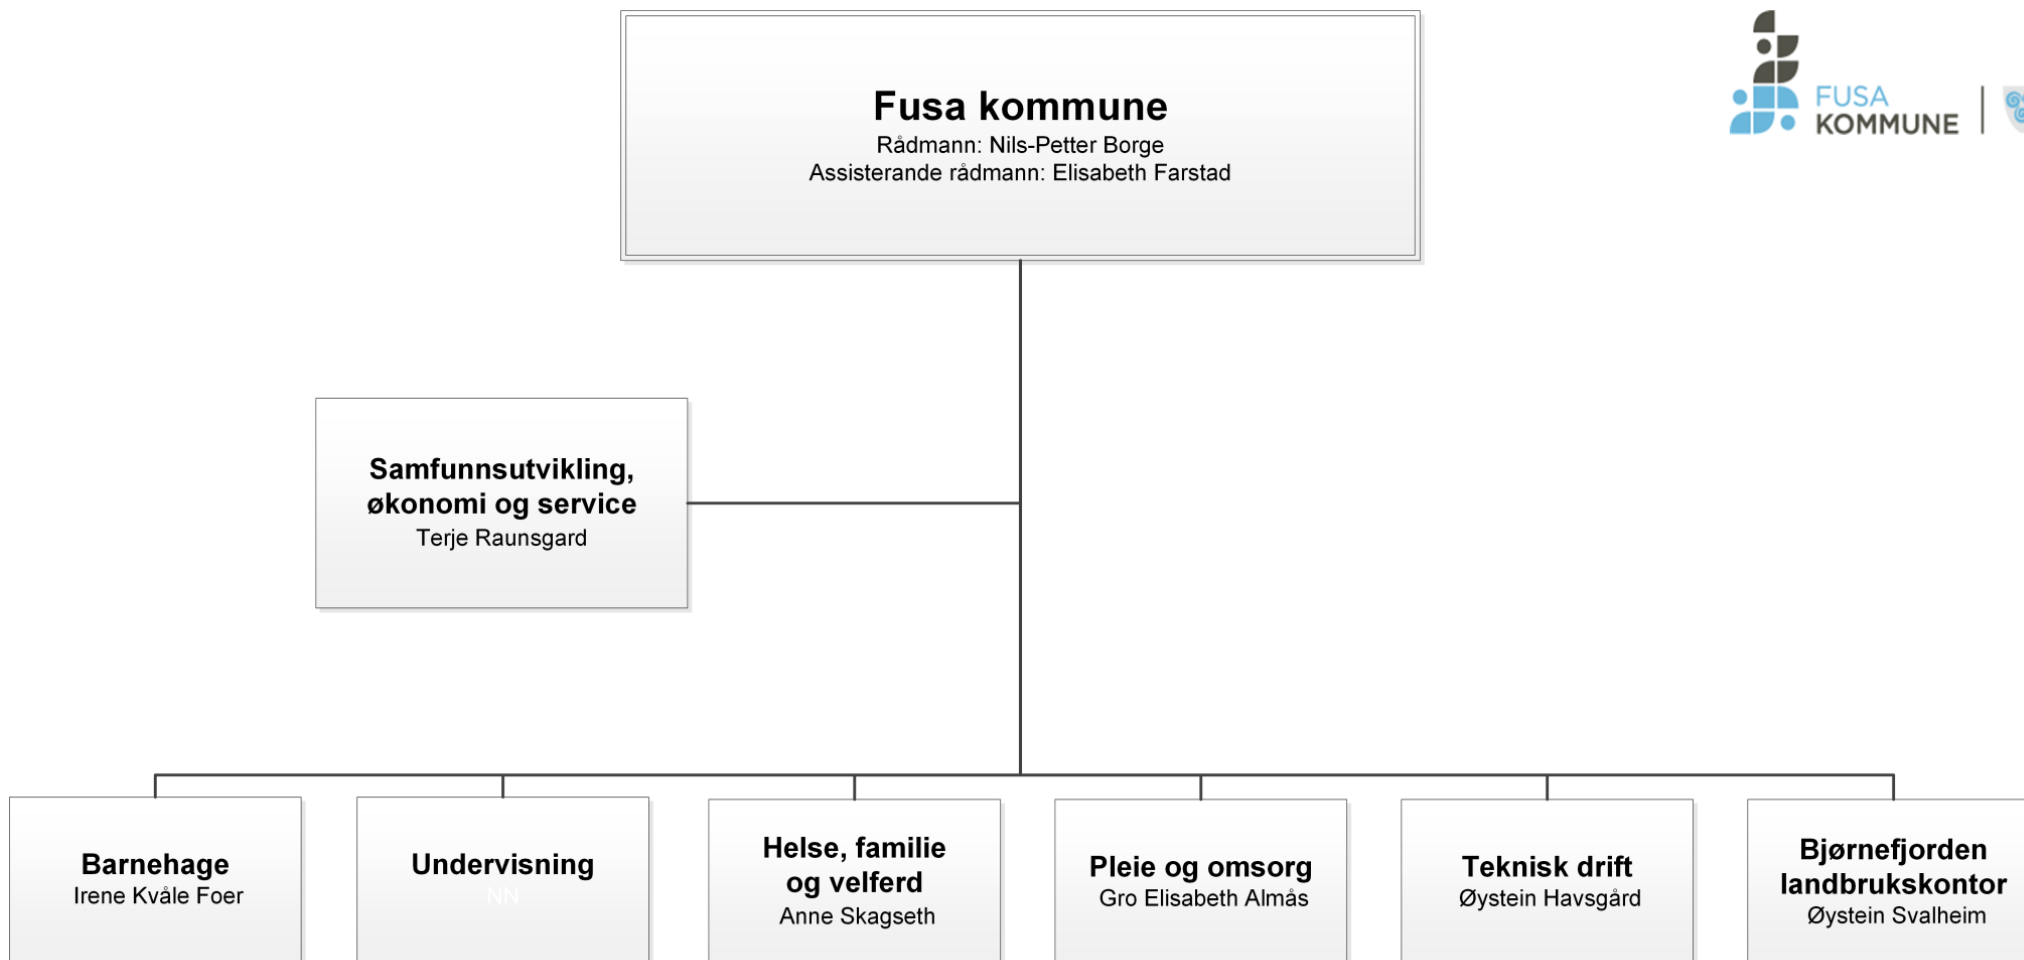 Fusa kommune
Rådmann: Nils-Petter Borge
Assisterande rådmann: Elisabeth Farstad
FUSA
KOMMUNE
Samfunnsutvikling,
økonomi og service
Terje Raunsgard
Barnehage
Irene Kvåle Foer
Undervisning
NN
Helse, familie
og velferd
Anne Skagseth
Pleie og omsorg
Gro Elisabeth Almås
Teknisk drift
Øystein Havsgård
Bjørnefjorden
landbrukskontor
Øystein Svalheim